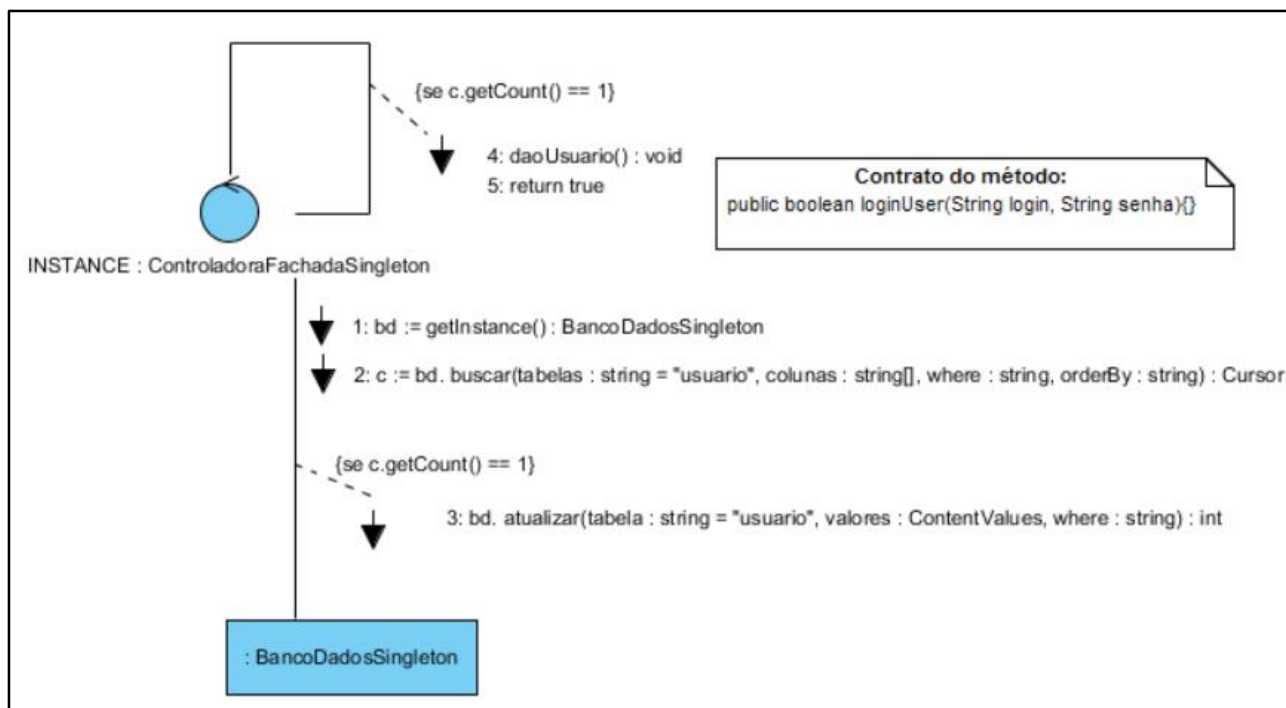 {se c.getCount() == 1}
4: daoUsuario() : void
5: return true
Contrato do método:
public boolean loginUser(String login, String senha){}
INSTANCE : ControladoraFachadaSingleton
1: bd := getInstance() : BancoDadosSingleton
2: c := bd. buscar(tabelas : string = "usuario", colunas : string[], where : string, orderBy : string) : Cursor
{se c.getCount() == 1}
3: bd. atualizar(tabela : string = "usuario", valores : ContentValues, where : string) : int
: BancoDadosSingleton